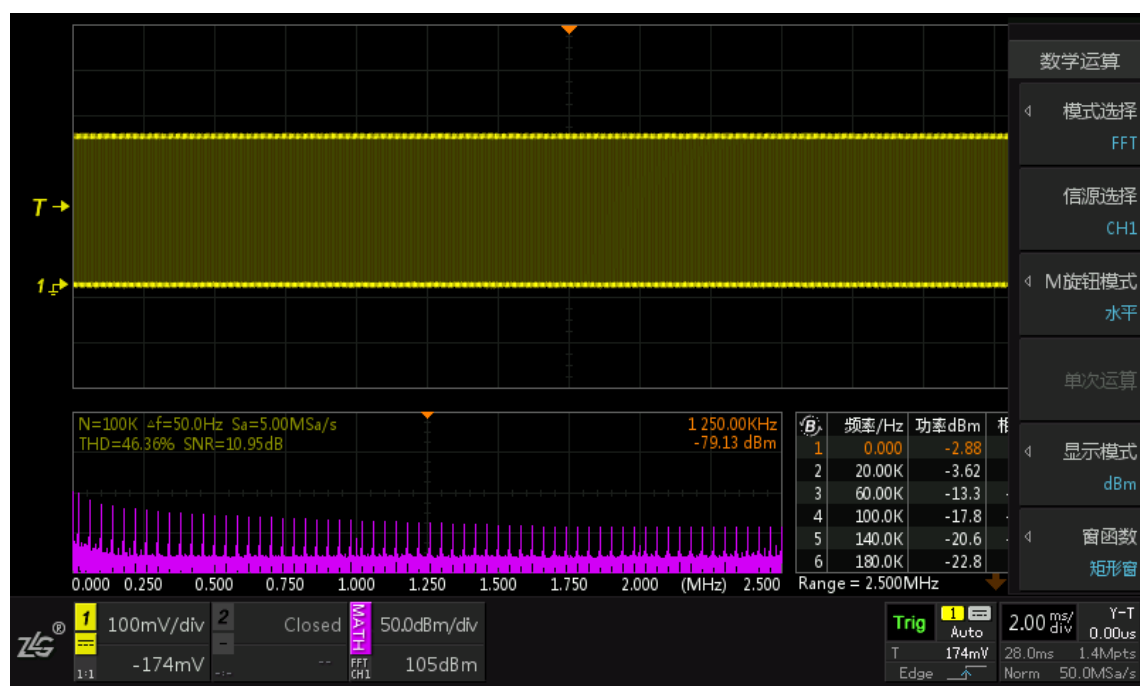 数学运算
模式选择
FFT
信源选择
CH1
M旋钮模式
水平
单次运算
显示模式
dBm
窗函数
矩形窗
T
1
N=100K △f=50.0Hz Sa=5.00MSa/s
THD=46.36% SNR=10.95dB
1 250.00KHz
-79.13 dBm
B 频率/Hz 功率dBm 相
1 0.000 -2.88
2 20.00K -3.62
3 60.00K -13.3 -
4 100.0K -17.8 -
5 140.0K -20.6 -
6 180.0K -22.8
0.000 0.250 0.500 0.750 1.000 1.250 1.500 1.750 2.000 (MHz) 2.500
Range = 2.500MHz
ZLG®
1 100mV/div
-174mV
1:1
2 Closed
-
-:- --
MATH 50.0dBm/div
FFT CH1 105dBm
Trig 1 Auto
T 174mV
Edge
2.00 ms/div Y-T
0.00us
28.0ms 1.4Mpts
Norm 50.0MSa/s